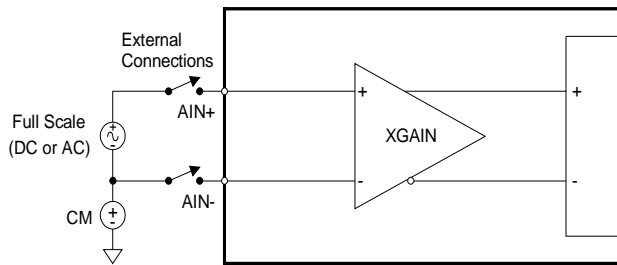 External
Connections
AIN+
Full Scale
(DC or AC)
+
-
AIN-
CM
+
-
+
-
XGAIN
+
-